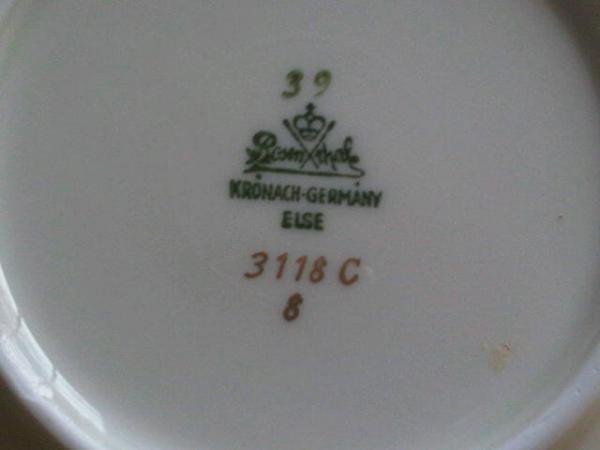 39
Rosenthal
KRONACH-GERMANY
ELSE
3118 C
8